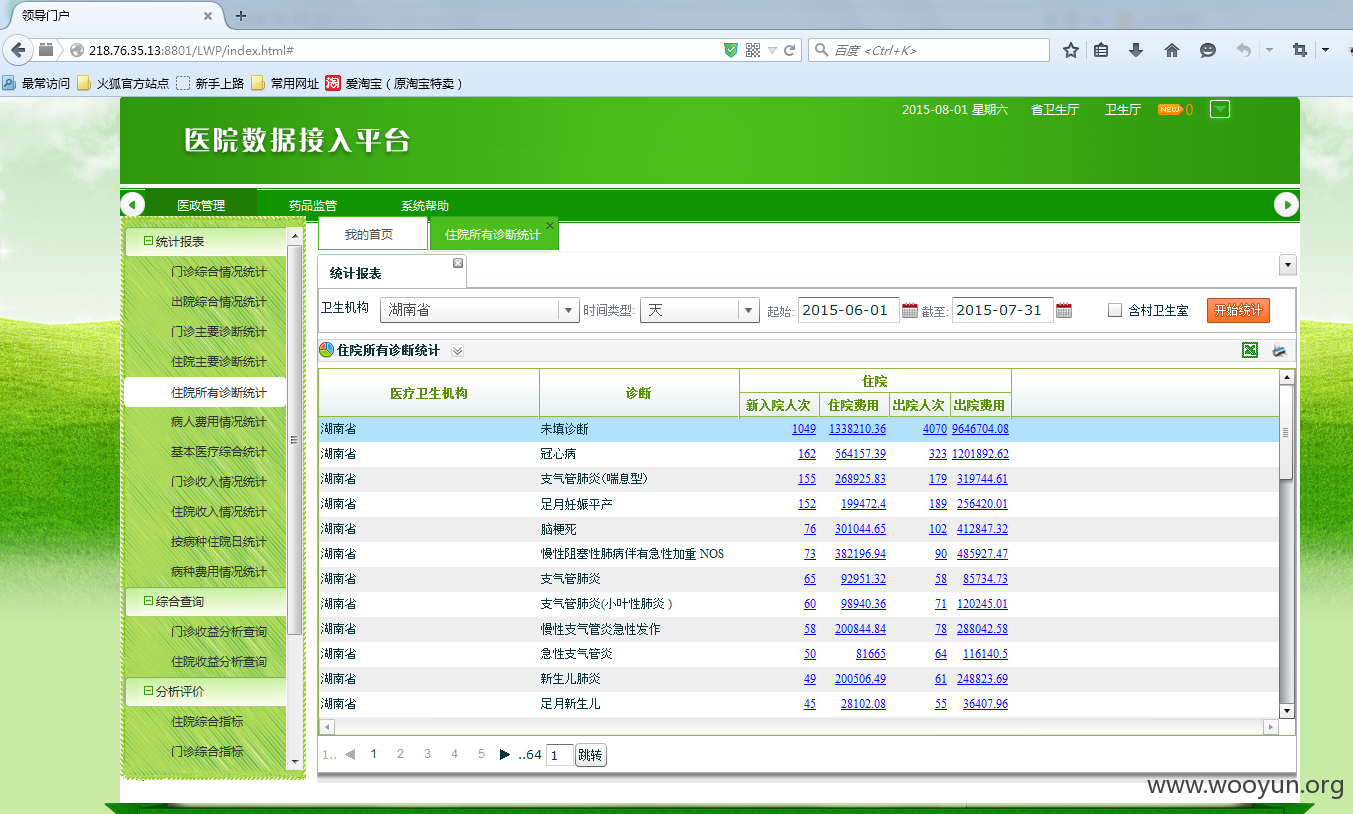 领导门户
218.76.35.13:8801/LWP/index.html#
百度 <Ctrl+K>
最常访问 火狐官方站点 新手上路 常用网址 淘 爱淘宝（原淘宝特卖）
2015-08-01 星期六 省卫生厅 卫生厅 NEW 0
医院数据接入平台
医政管理 药品监管 系统帮助
我的首页 住院所有诊断统计
统计报表
门诊综合情况统计
出院综合情况统计
门诊主要诊断统计
住院主要诊断统计
住院所有诊断统计
病人费用情况统计
基本医疗综合统计
门诊收入情况统计
住院收入情况统计
按病种住院日统计
病种费用情况统计
综合查询
门诊收益分析查询
住院收益分析查询
分析评价
住院综合指标
门诊综合指标
统计报表
卫生机构 湖南省 时间类型: 天 起始: 2015-06-01 截至: 2015-07-31 含村卫生室 开始统计
住院所有诊断统计
医疗卫生机构 诊断 住院
新入院人次 住院费用 出院人次 出院费用
湖南省 未填诊断 1049 1338210.36 4070 9646704.08
湖南省 冠心病 162 564157.39 323 1201892.62
湖南省 支气管肺炎(喘息型) 155 268925.83 179 319744.61
湖南省 足月妊娠平产 152 199472.4 189 256420.01
湖南省 脑梗死 76 301044.65 102 412847.32
湖南省 慢性阻塞性肺病伴有急性加重 NOS 73 382196.94 90 485927.47
湖南省 支气管肺炎 65 92951.32 58 85734.73
湖南省 支气管肺炎(小叶性肺炎 ) 60 98940.36 71 120245.01
湖南省 慢性支气管炎急性发作 58 200844.84 78 288042.58
湖南省 急性支气管炎 50 81665 64 116140.5
湖南省 新生儿肺炎 49 200506.49 61 248823.69
湖南省 足月新生儿 45 28102.08 55 36407.96
1.. 1 2 3 4 5 ..64 1 跳转
www.wooyun.org